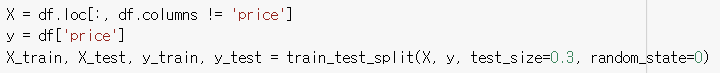 X = df.loc[:, df.columns != 'price']
y = df['price']
X_train, X_test, y_train, y_test = train_test_split(X, y, test_size=0.3, random_state=0)